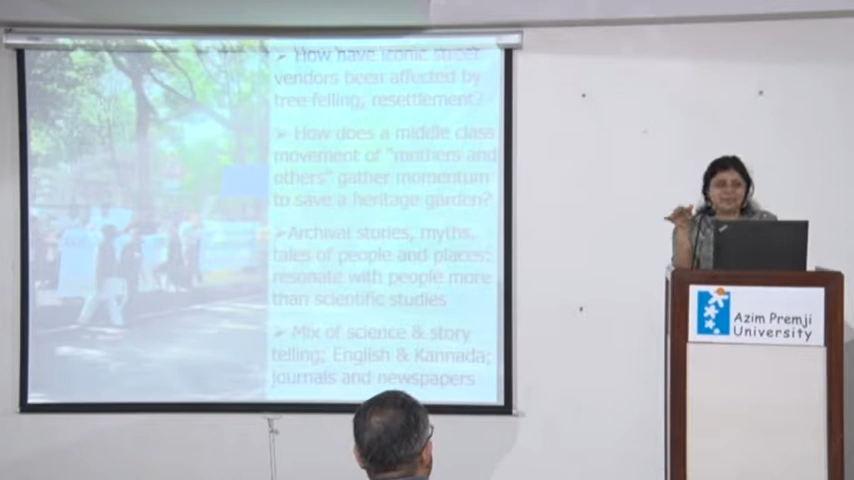 ➢ How have iconic street
vendors been affected by
tree felling, resettlement?
➢ How does a middle class
movement of "mothers and
others" gather momentum
to save a heritage garden?
➢Archival stories, myths,
tales of people and places;
resonate with people more
than scientific studies
➢ Mix of science & story
telling; English & Kannada;
journals and newspapers
Azim Premji
University